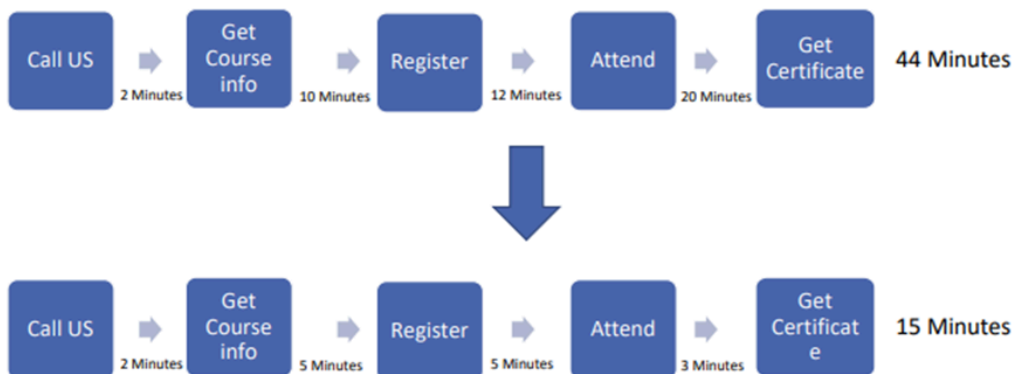 Call US
Get
Course
info
Register
Attend
Get
Certificate
44 Minutes
2 Minutes
10 Minutes
12 Minutes
20 Minutes
Call US
Get
Course
info
Register
Attend
Get
Certificat
e
15 Minutes
2 Minutes
5 Minutes
5 Minutes
3 Minutes